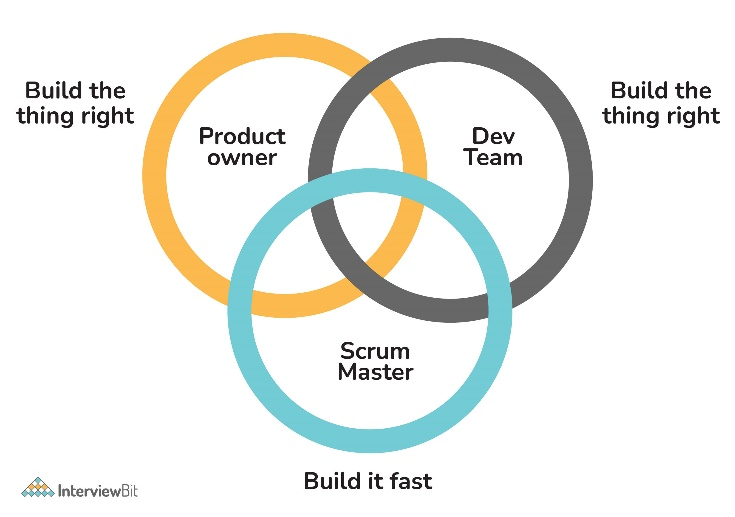 Build the
thing right
Build the
thing right
Product
owner
Dev
Team
Scrum
Master
Build it fast
InterviewBit